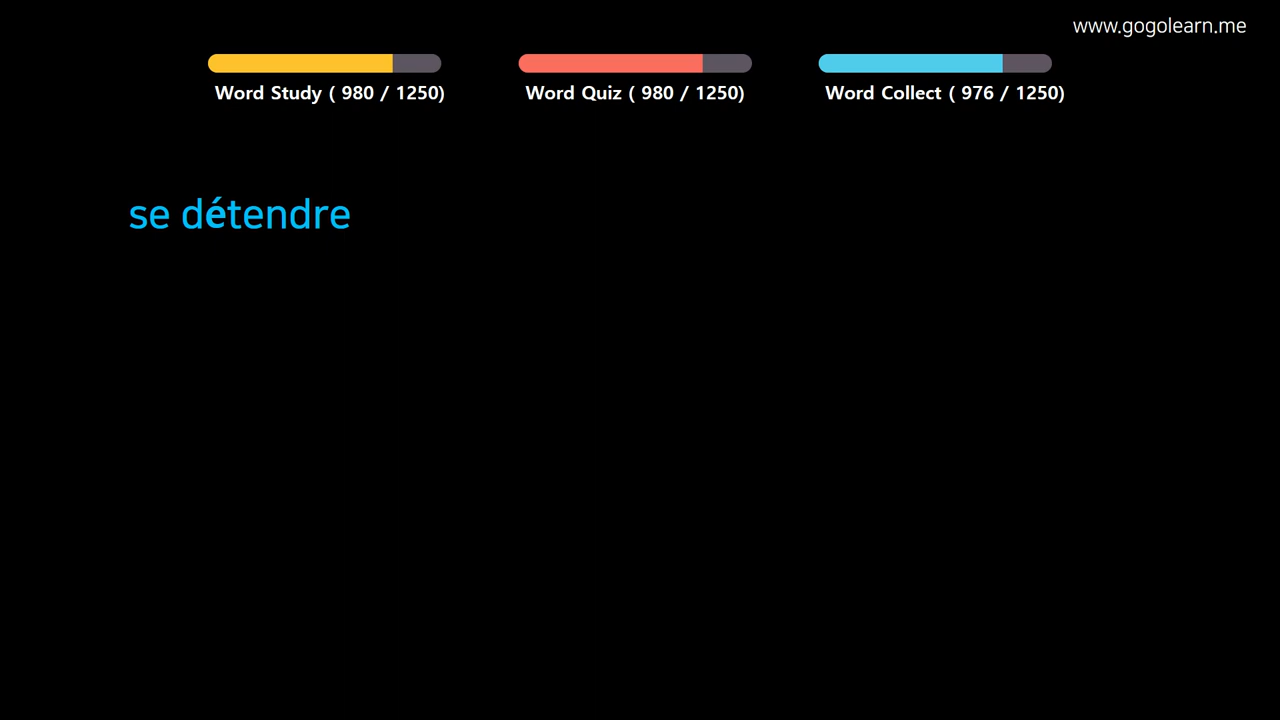 www.gogolearn.me
Word Study ( 980 / 1250)
Word Quiz ( 980 / 1250)
Word Collect ( 976 / 1250)
se détendre